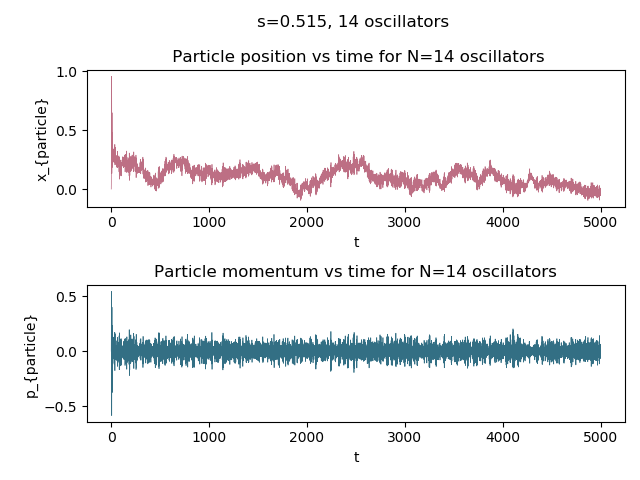 s=0.515, 14 oscillators
Particle position vs time for N=14 oscillators
1.0
0.5
0.0
x_{particle}
0 1000 2000 3000 4000 5000
t
Particle momentum vs time for N=14 oscillators
0.5
0.0
−0.5
p_{particle}
0 1000 2000 3000 4000 5000
t